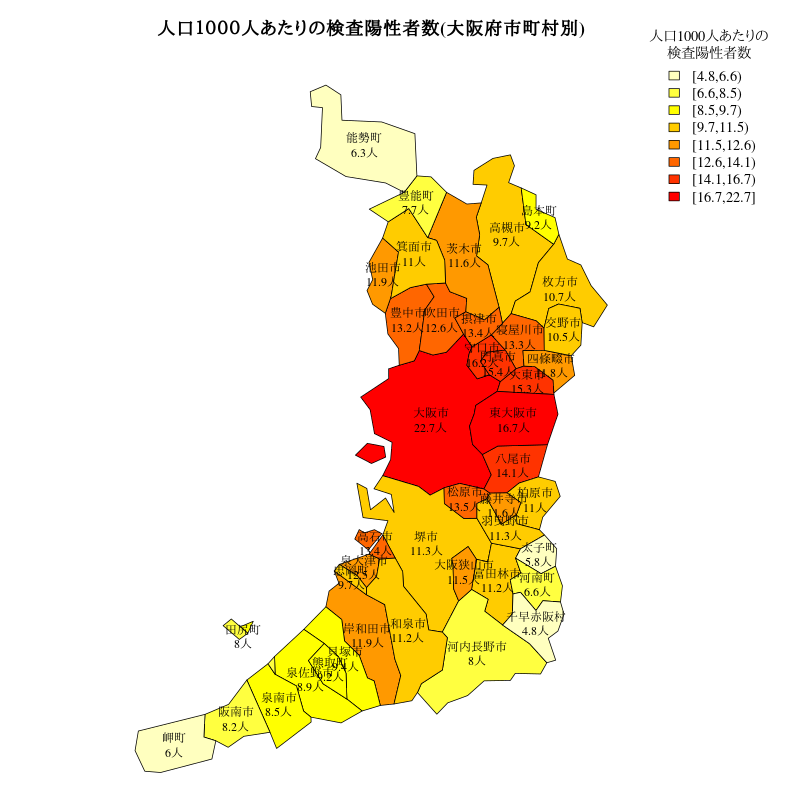 人口1000人あたりの検査陽性者数(大阪府市町村別)
人口1000人あたりの
検査陽性者数
[4.8,6.6)
[6.6,8.5)
[8.5,9.7)
[9.7,11.5)
[11.5,12.6)
[12.6,14.1)
[14.1,16.7)
[16.7,22.7]
能勢町
6.3人
豊能町
7.7人
島本町
9.2人
高槻市
9.7人
茨木市
11.6人
箕面市
11人
池田市
11.9人
枚方市
10.7人
豊中市
13.2人
吹田市
12.6人
摂津市
13.4人
交野市
10.5人
寝屋川市
13.3人
守口市
16.2人
門真市
15.4人
四條畷市
11.8人
大東市
15.3人
大阪市
22.7人
東大阪市
16.7人
八尾市
14.1人
松原市
13.5人
藤井寺市
11.6人
柏原市
11人
羽曳野市
11.3人
高石市
13.4人
堺市
11.3人
太子町
5.8人
泉大津市
12.5人
忠岡町
9.7人
大阪狭山市
11.5人
富田林市
11.2人
河南町
6.6人
千早赤阪村
4.8人
田尻町
8人
岸和田市
11.9人
和泉市
11.2人
河内長野市
8人
貝塚市
9.4人
熊取町
9.2人
泉佐野市
8.9人
泉南市
8.5人
阪南市
8.2人
岬町
6人